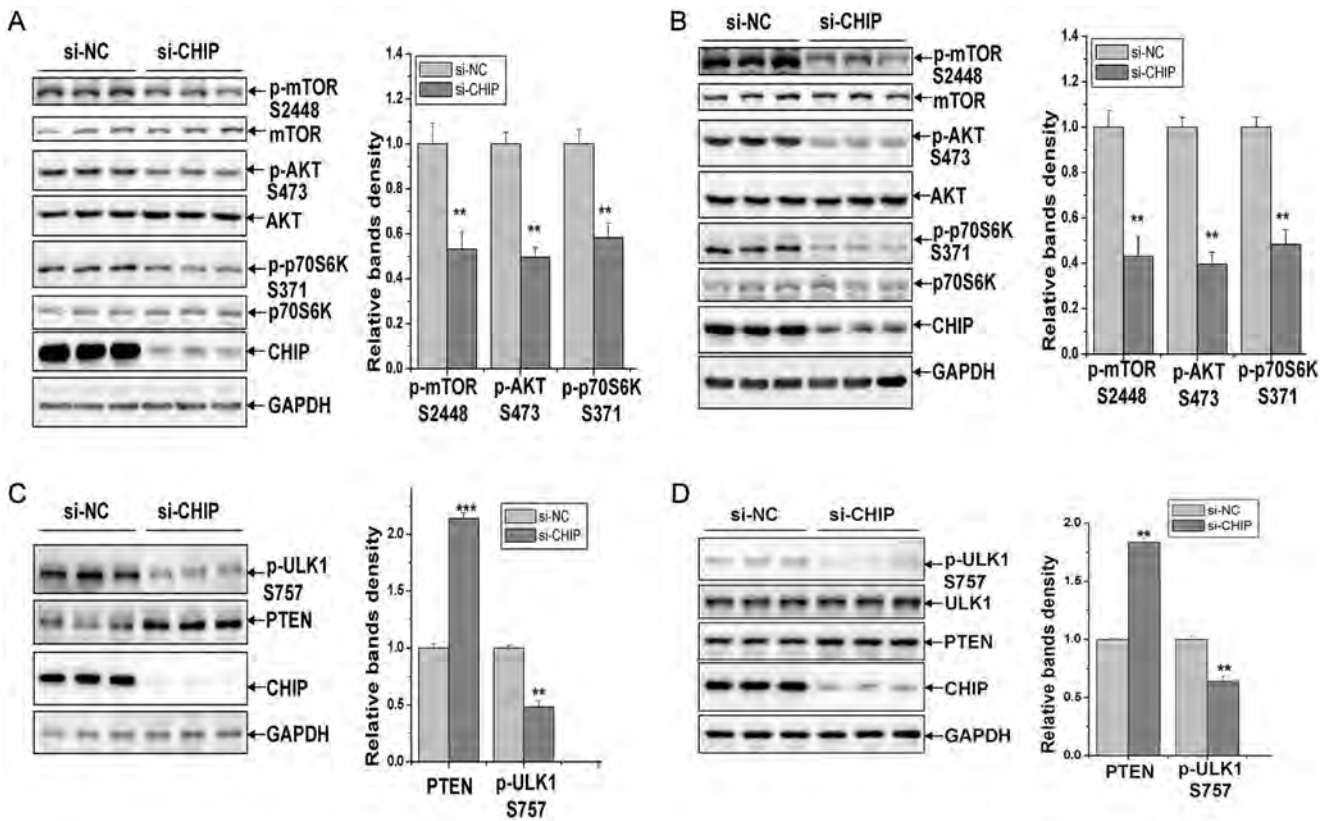 A
si-NC si-CHIP
p-mTOR
S2448
mTOR
p-AKT
S473
AKT
p-p70S6K
S371
p70S6K
CHIP
GAPDH
Relative bands density
1.4
1.2
1.0
0.8
0.6
0.4
0.2
0.0
si-NC
si-CHIP
** ** **
p-mTOR p-AKT p-p70S6K
S2448 S473 S371
B
si-NC si-CHIP
p-mTOR
S2448
mTOR
p-AKT
S473
AKT
p-p70S6K
S371
p70S6K
CHIP
GAPDH
Relative bands density
1.4
1.2
1.0
0.8
0.6
0.4
0.2
0.0
si-NC
si-CHIP
** ** **
p-mTOR p-AKT p-p70S6K
S2448 S473 S371
C
si-NC si-CHIP
p-ULK1
S757
PTEN
CHIP
GAPDH
Relative bands density
2.0
1.5
1.0
0.5
0.0
si-NC
si-CHIP
*** **
PTEN p-ULK1
S757
D
si-NC si-CHIP
p-ULK1
S757
ULK1
PTEN
CHIP
GAPDH
Relative bands density
2.0
1.5
1.0
0.5
0.0
si-NC
si-CHIP
** **
PTEN p-ULK1
S757